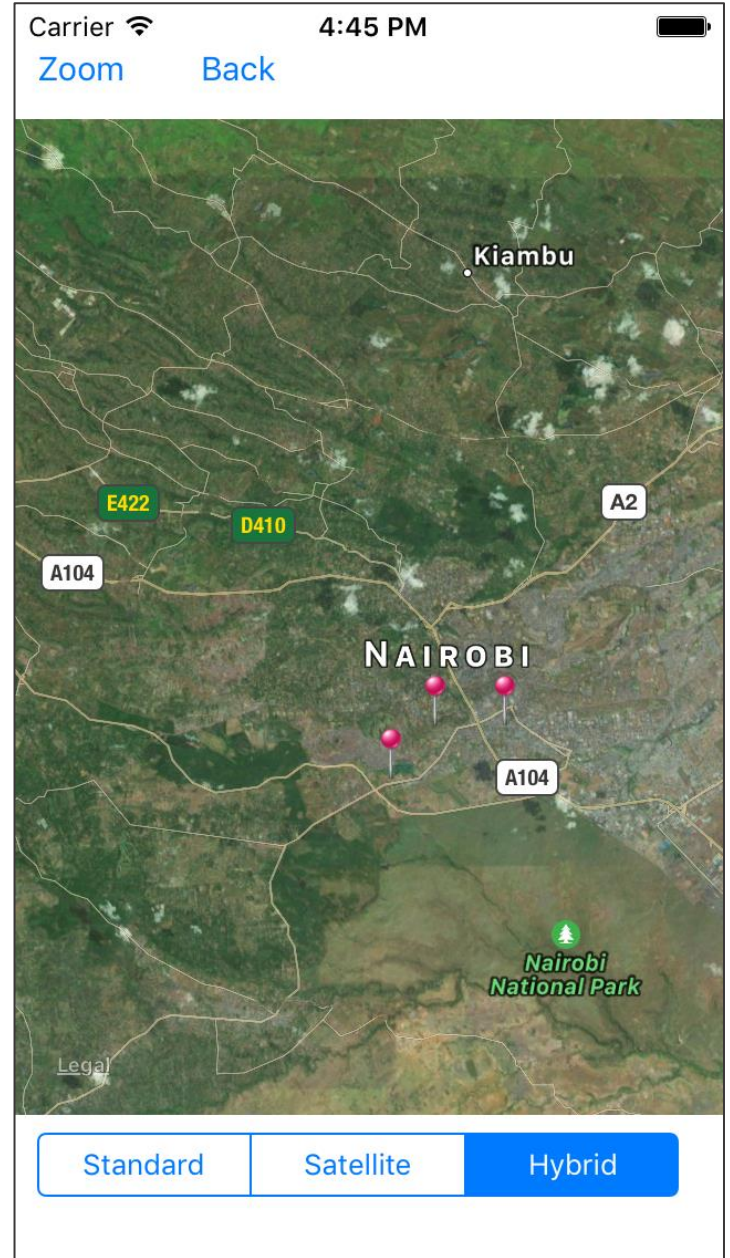 Carrier 4:45 PM
Zoom Back
Kiambu
E422
A2
D410
A104
NAIROBI
A104
Nairobi
National Park
Legal
Standard Satellite Hybrid